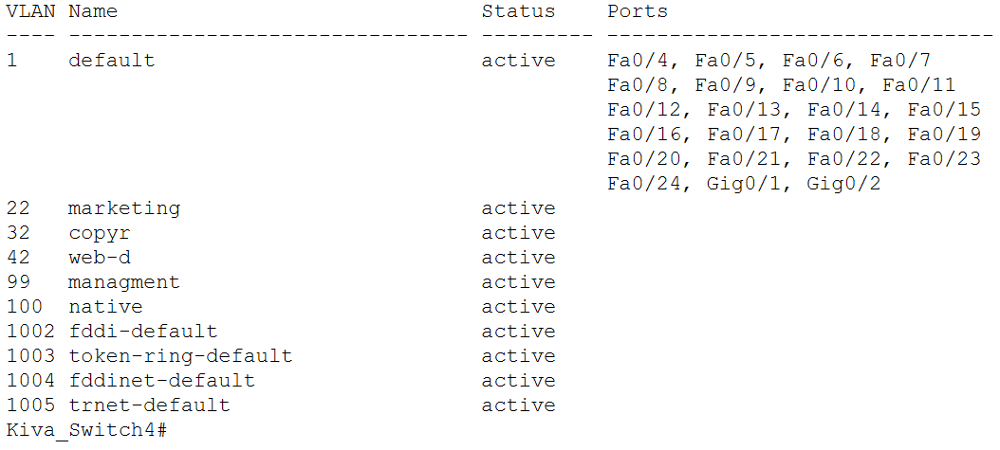 VLAN Name                             Status    Ports
---- -------------------------------- --------- -------------------------------
1    default                          active    Fa0/4, Fa0/5, Fa0/6, Fa0/7
                                                Fa0/8, Fa0/9, Fa0/10, Fa0/11
                                                Fa0/12, Fa0/13, Fa0/14, Fa0/15
                                                Fa0/16, Fa0/17, Fa0/18, Fa0/19
                                                Fa0/20, Fa0/21, Fa0/22, Fa0/23
                                                Fa0/24, Gig0/1, Gig0/2
22   marketing                        active
32   copyr                            active
42   web-d                            active
99   managment                        active
100  native                           active
1002 fddi-default                     active
1003 token-ring-default               active
1004 fddinet-default                  active
1005 trnet-default                    active
Kiva_Switch4#